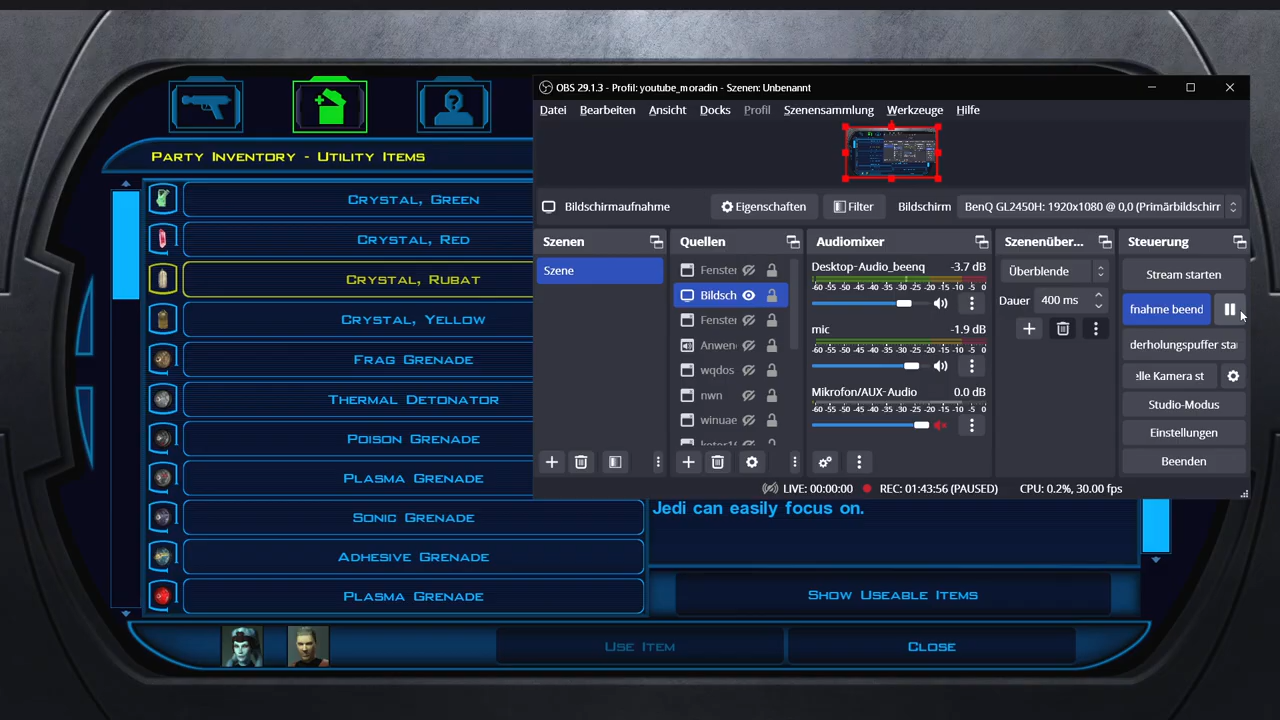 OBS 29.1.3 - Profil: youtube_moradin - Szenen: Unbenannt
Datei Bearbeiten Ansicht Docks Profil Szenensammlung Werkzeuge Hilfe
Party Inventory - Utility Items
Bildschirmaufnahme Eigenschaften Filter Bildschirm BenQ GL2450H: 1920x1080 @ 0,0 (Primärbildschirr
Crystal, Green
Crystal, Red
Crystal, Rubat
Crystal, Yellow
Frag Grenade
Thermal Detonator
Poison Grenade
Plasma Grenade
Sonic Grenade
Adhesive Grenade
Plasma Grenade
Szenen
Szene
Quellen
Fenster
Bildsch
Fenster
Anwen
wqdos
nwn
winuae
Audiomixer
Desktop-Audio_beenq -3.7 dB
-60 -55 -50 -45 -40 -35 -30 -25 -20 -15 -10 -5 0
mic -1.9 dB
-60 -55 -50 -45 -40 -35 -30 -25 -20 -15 -10 -5 0
Mikrofon/AUX-Audio 0.0 dB
-60 -55 -50 -45 -40 -35 -30 -25 -20 -15 -10 -5 0
Szenenüber...
Überblende
Dauer 400 ms
Steuerung
Stream starten
fnahme beend
derholungspuffer sta
elle Kamera st
Studio-Modus
Einstellungen
Beenden
LIVE: 00:00:00 REC: 01:43:56 (PAUSED) CPU: 0.2%, 30.00 fps
Jedi can easily focus on.
Show Useable Items
Use Item Close